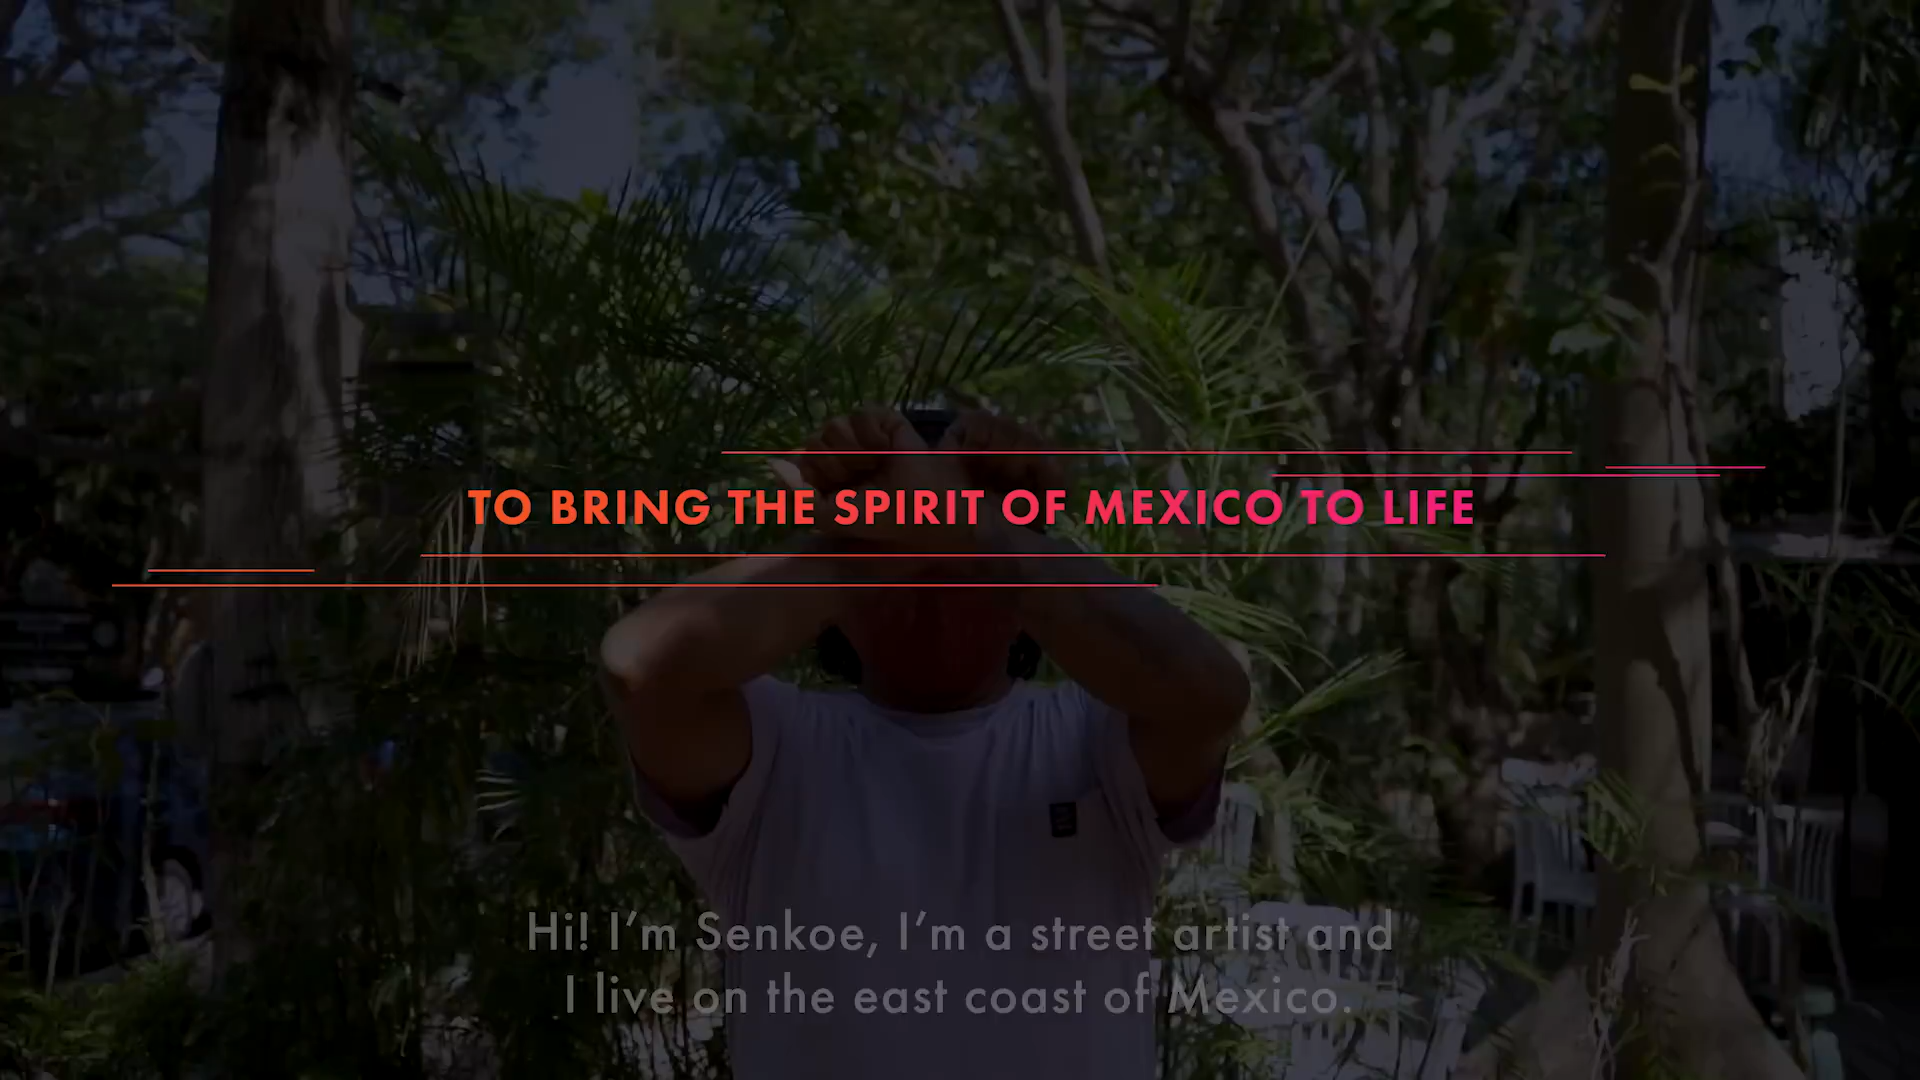 TO BRING THE SPIRIT OF MEXICO TO LIFE
Hi! I’m Senkoe, I’m a street artist and
I live on the east coast of Mexico.